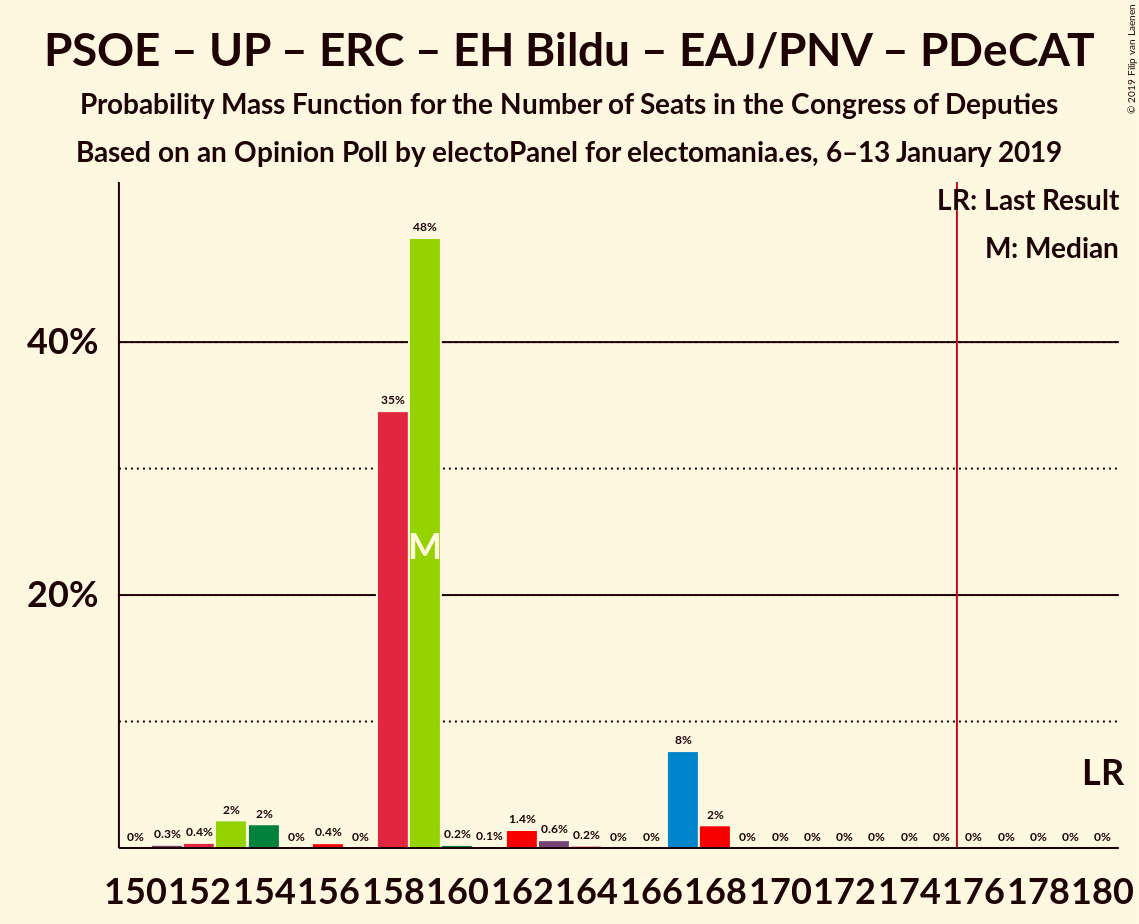 PSOE – UP – ERC – EH Bildu – EAJ/PNV – PDeCAT
Probability Mass Function for the Number of Seats in the Congress of Deputies
Based on an Opinion Poll by electoPanel for electomania.es, 6–13 January 2019
© 2019 Filip van Laenen
LR: Last Result
M: Median
40%
20%
0% 0.3% 0.4% 2% 2% 0% 0.4% 0% 35% 48% 0.2% 0.1% 1.4% 0.6% 0.2% 0% 0% 8% 2% 0% 0% 0% 0% 0% 0% 0% 0% 0% 0% 0% 0%
M
LR
150 152 154 156 158 160 162 164 166 168 170 172 174 176 178 180